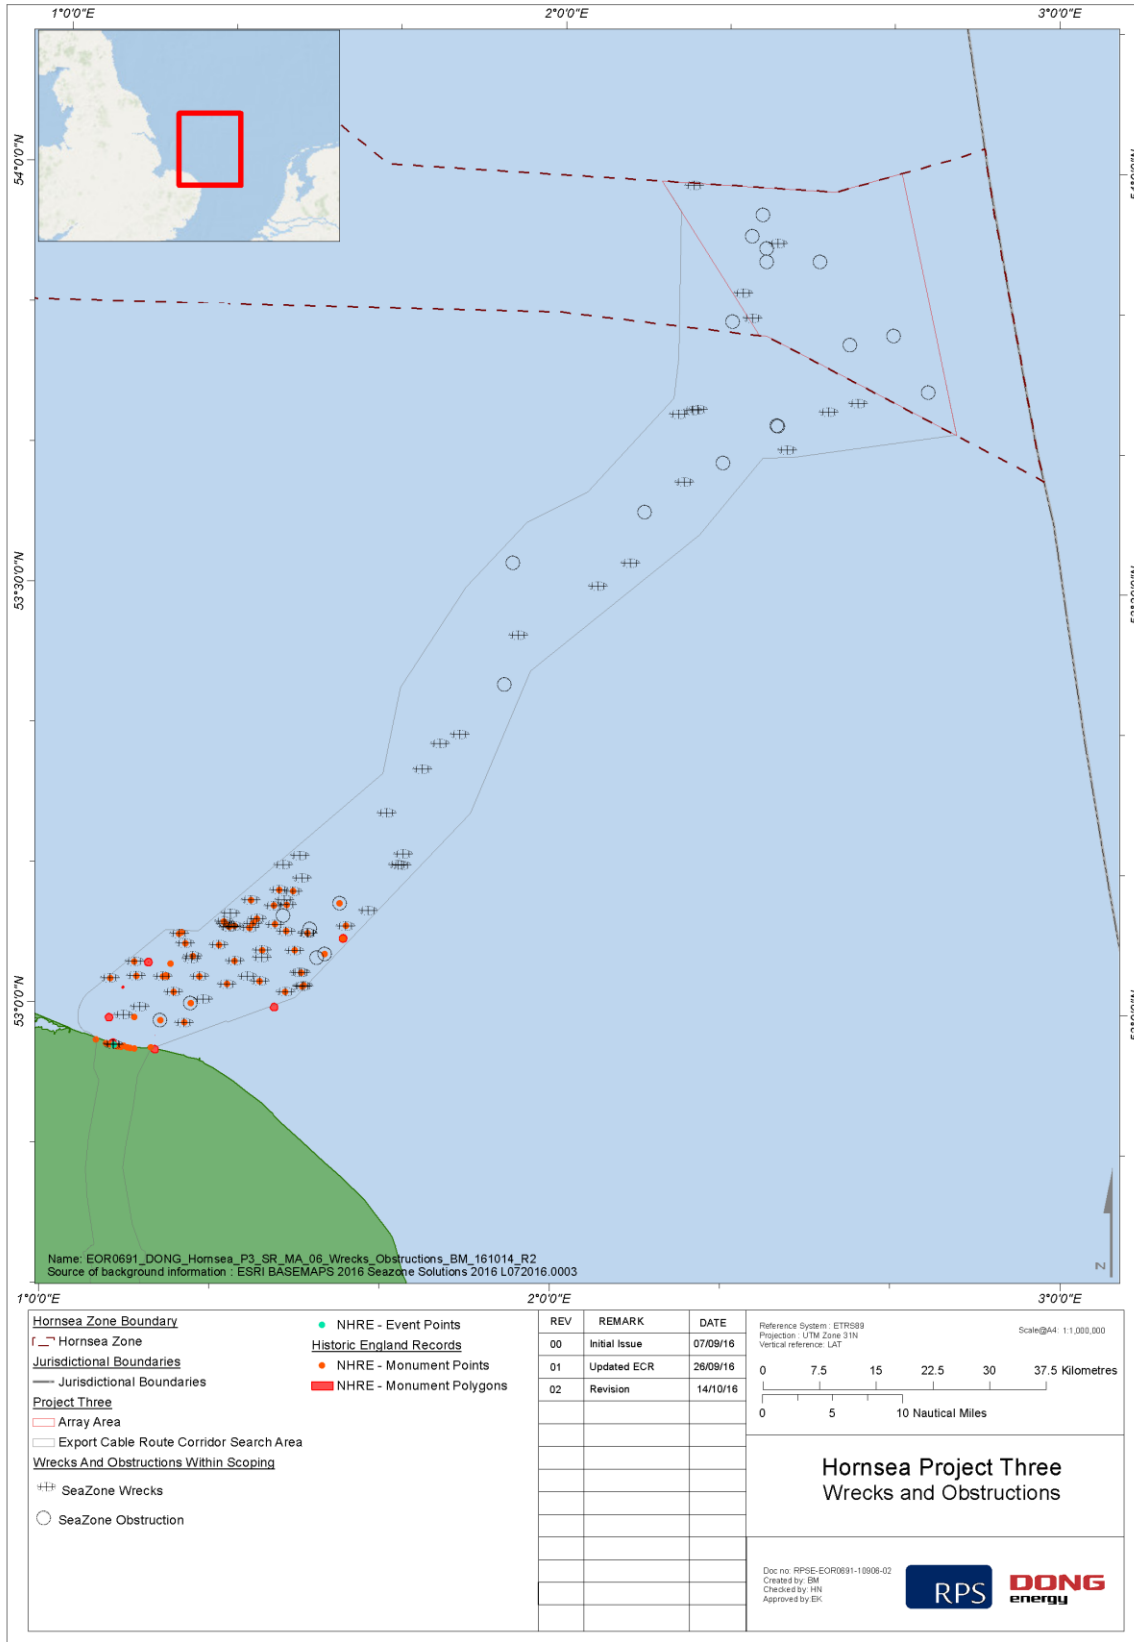 1°0'0"E 2°0'0"E 3°0'0"E
54°0'0"N
53°30'0"N
53°0'0"N
Name: EOR0691_DONG_Hornsea_P3_SR_MA_06_Wrecks_Obstructions_BM_161014_R2
Source of background information : ESRI BASEMAPS 2016 Seazone Solutions 2016 L072016.0003
N
1°0'0"E 2°0'0"E 3°0'0"E
Hornsea Zone Boundary
Hornsea Zone
Jurisdictional Boundaries
Jurisdictional Boundaries
Project Three
Array Area
Export Cable Route Corridor Search Area
Wrecks And Obstructions Within Scoping
SeaZone Wrecks
SeaZone Obstruction
NHRE - Event Points
Historic England Records
NHRE - Monument Points
NHRE - Monument Polygons
REV REMARK DATE
00 Initial Issue 07/09/16
01 Updated ECR 26/09/16
02 Revision 14/10/16
Reference System : ETRS89
Projection : UTM Zone 31N
Vertical reference: LAT
Scale@A4: 1:1,000,000
0 7.5 15 22.5 30 37.5 Kilometres
0 5 10 Nautical Miles
Hornsea Project Three
Wrecks and Obstructions
Doc no: RPSE-EOR0691-10906-02
Created by: BM
Checked by: HN
Approved by: EK
RPS
DONG
energy